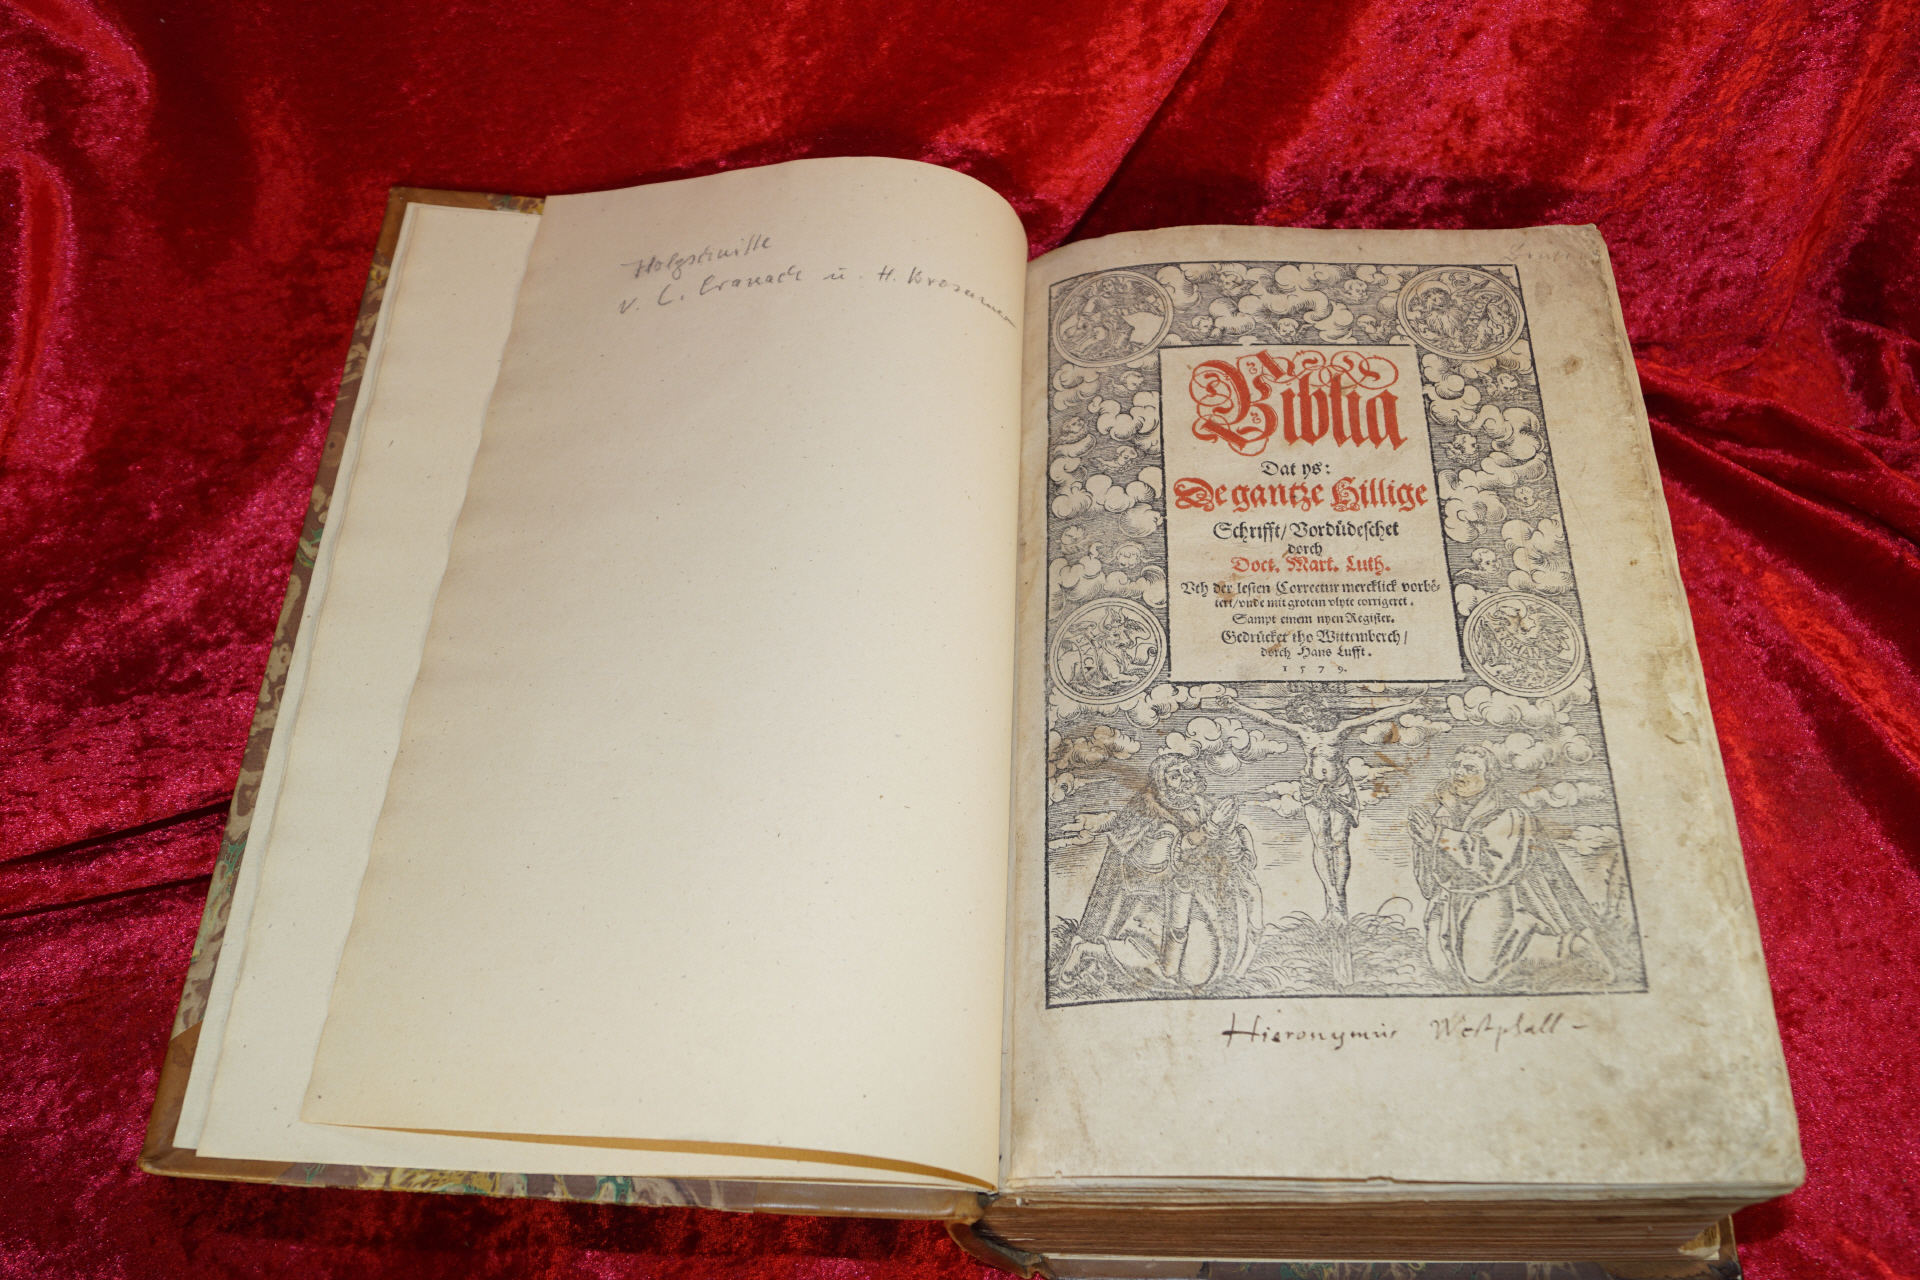 Holzschnitte
v. L. Cranach u. H. Brosamer
Biblia
Dat ys:
De gantze Hillige
Schrifft/ Vordüdeschet
dorch
Doct. Mart. Luth.
Vth der lesten Correctur mercklick vorbe-
tert/ vnde mit grotem vlyte corrigeret.
Sampt einem nyen Register.
Gedrücket tho Wittemberch/
dorch Hans Lufft.
1579.
IOHAN
Hieronymus Westphall -